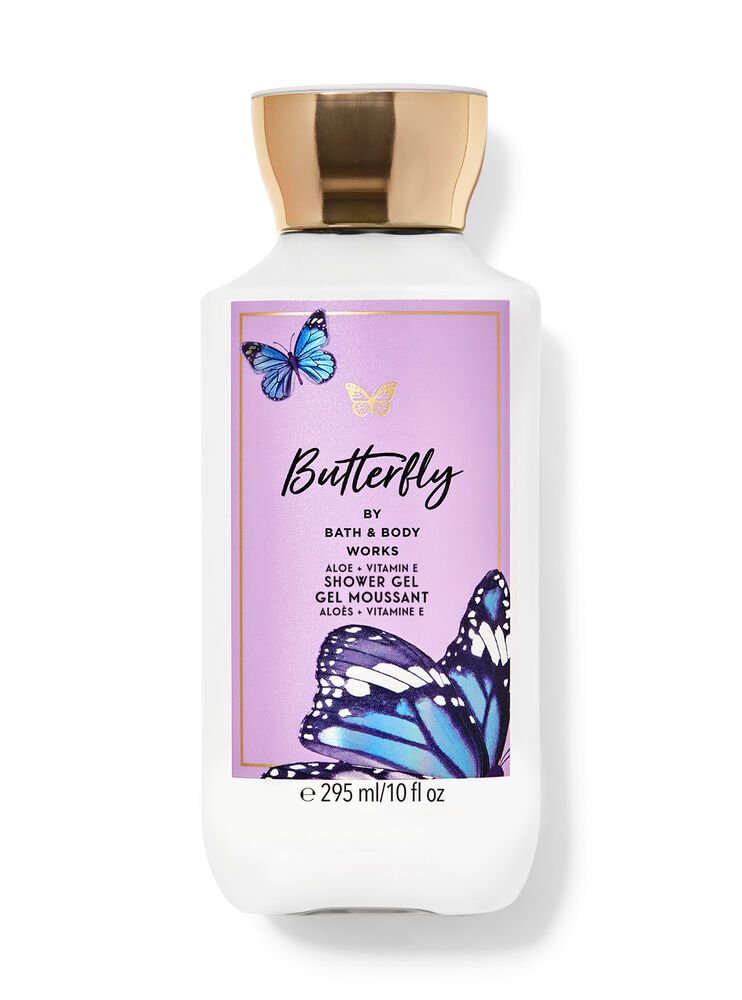 Butterfly
BY
BATH & BODY
WORKS
ALOE + VITAMIN E
SHOWER GEL
GEL MOUSSANT
ALOÈS + VITAMINE E
℮ 295 ml/10 fl oz